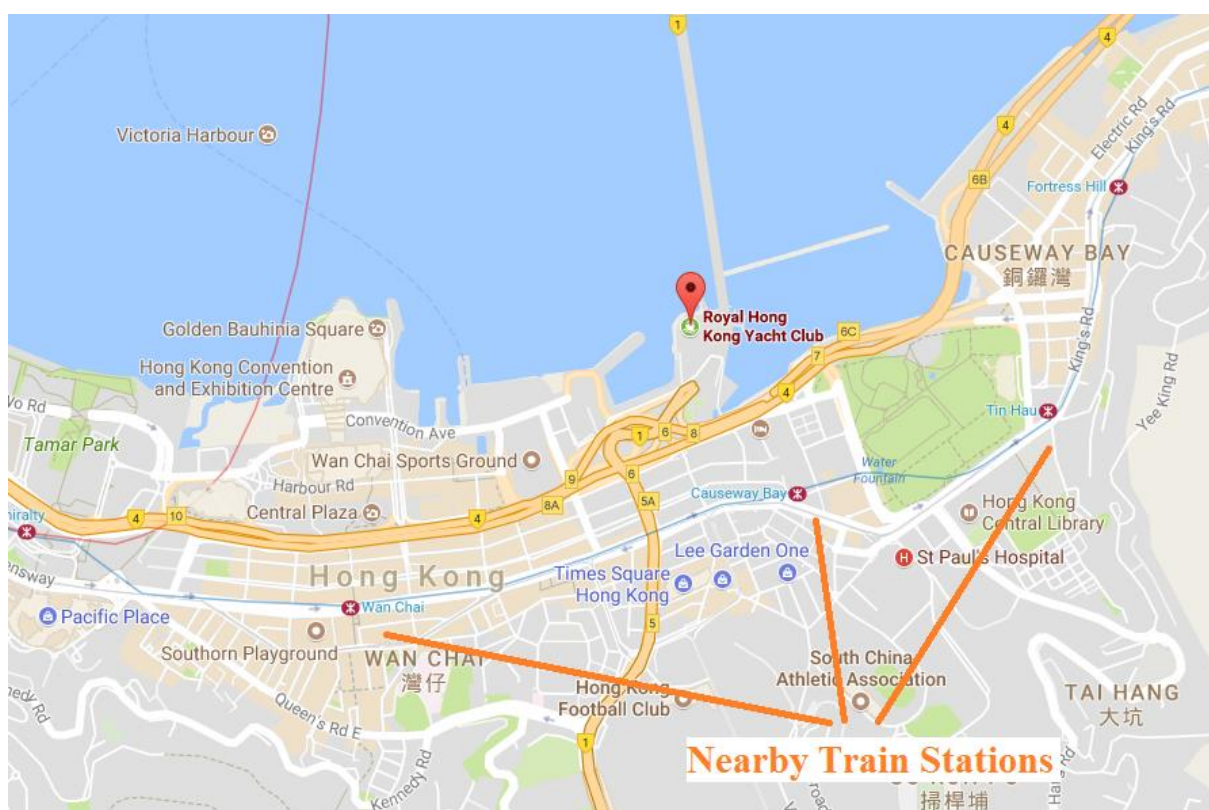 1
4
4
Electric Rd
King's Rd
Victoria Harbour
6B
Fortress Hill
CAUSEWAY BAY
銅鑼灣
Royal Hong
Kong Yacht Club
Golden Bauhinia Square
6C
7
King's Rd
Hong Kong Convention
and Exhibition Centre
Yee King Rd
4
Tin Hau
Convention Ave
Tamar Park
1
6
8
Wan Chai Sports Ground
Water
Fountain
9
6
Harbour Rd
Causeway Bay
5A
8A
Hong Kong
Central Library
4
10
Central Plaza
4
Lee Garden One
St Paul's Hospital
Times Square
Hong Kong
Hong Kong
Wan Chai
Pacific Place
5
Southorn Playground
WAN CHAI
灣仔
South China
Athletic Association
Hong Kong
Football Club
TAI HANG
大坑
Queen's Rd E
1
Kennedy Rd
Nearby Train Stations
掃桿埔